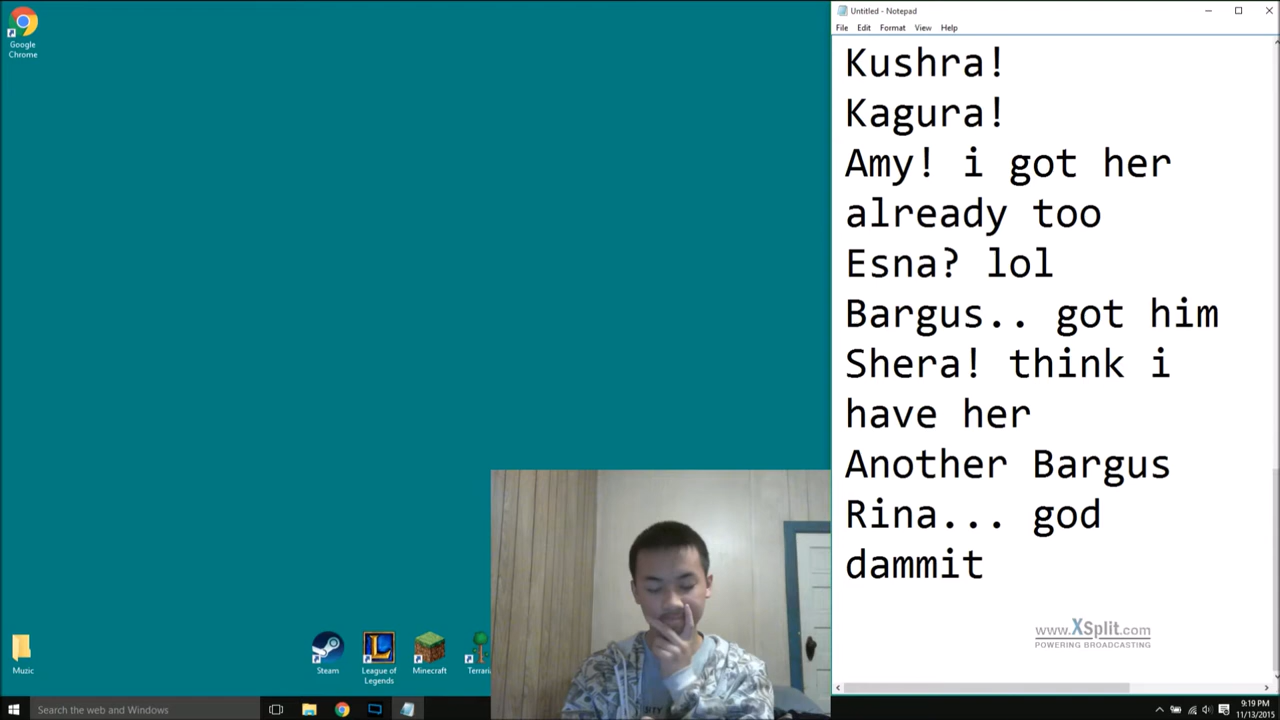 Google
Chrome
Untitled - Notepad
File Edit Format View Help
Kushra!
Kagura!
Amy! i got her
already too
Esna? lol
Bargus.. got him
Shera! think i
have her
Another Bargus
Rina... god
dammit
www.XSplit.com
POWERING BROADCASTING
Muzic
Steam
League of
Legends
Minecraft
Terrari
Search the web and Windows
9:19 PM
11/13/2015